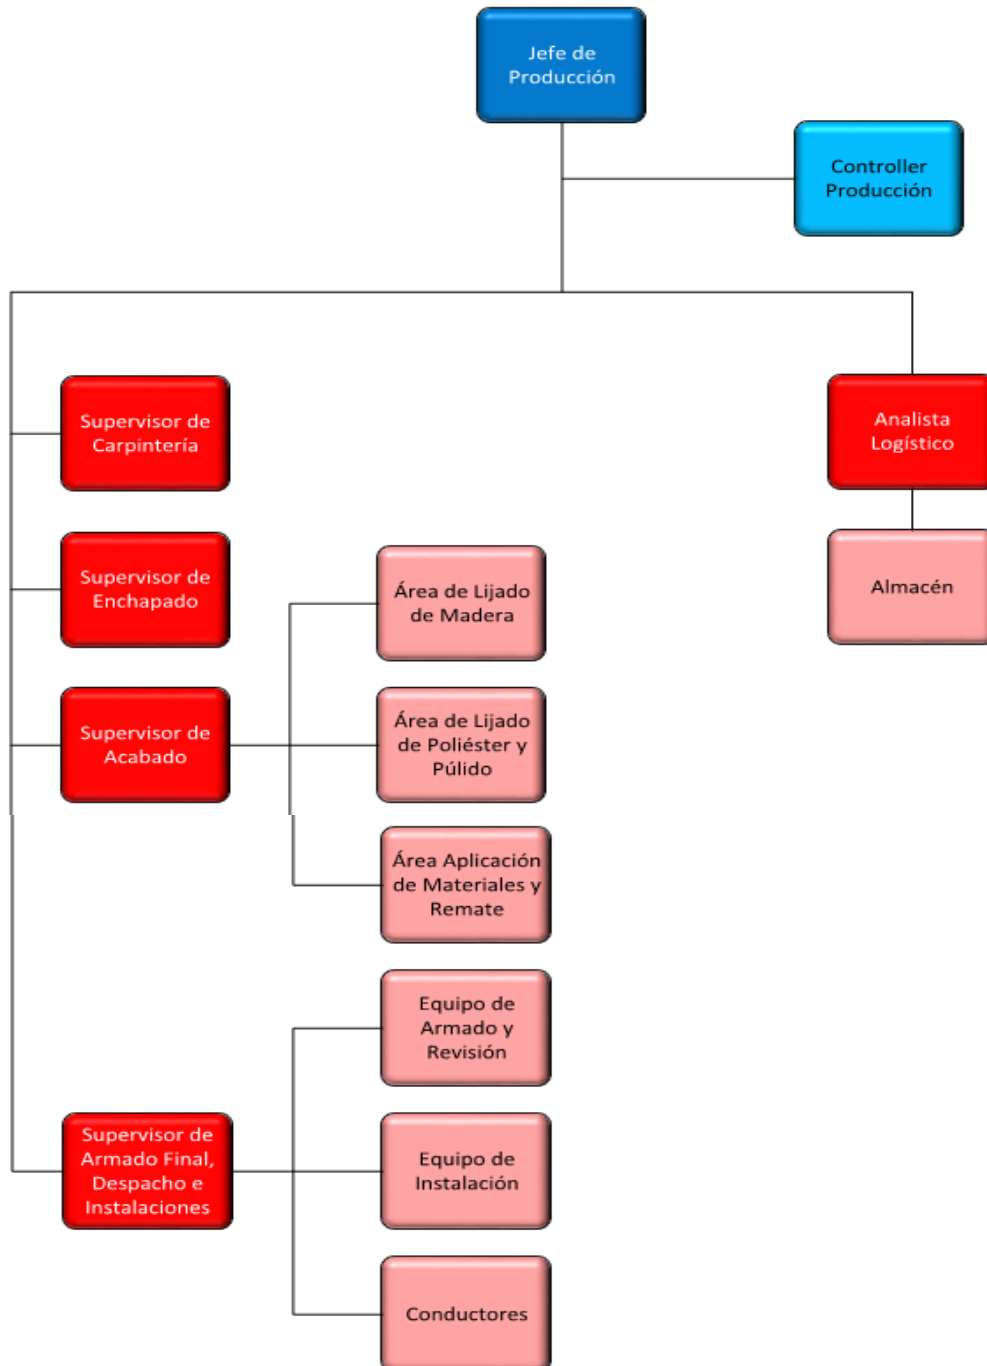 Jefe de
Producción
Controller
Producción
Supervisor de
Carpintería
Analista
Logístico
Supervisor de
Enchapado
Área de Lijado
de Madera
Almacén
Supervisor de
Acabado
Área de Lijado
de Poliéster y
Púlido
Área Aplicación
de Materiales y
Remate
Equipo de
Armado y
Revisión
Supervisor de
Armado Final,
Despacho e
Instalaciones
Equipo de
Instalación
Conductores